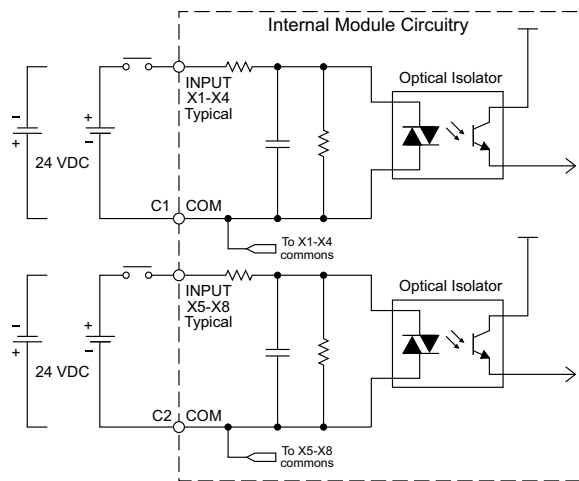 Internal Module Circuitry
INPUT
X1-X4
Typical
Optical Isolator
−
+
+
−
24 VDC
C1
COM
To X1-X4
commons
INPUT
X5-X8
Typical
Optical Isolator
−
+
+
−
24 VDC
C2
COM
To X5-X8
commons